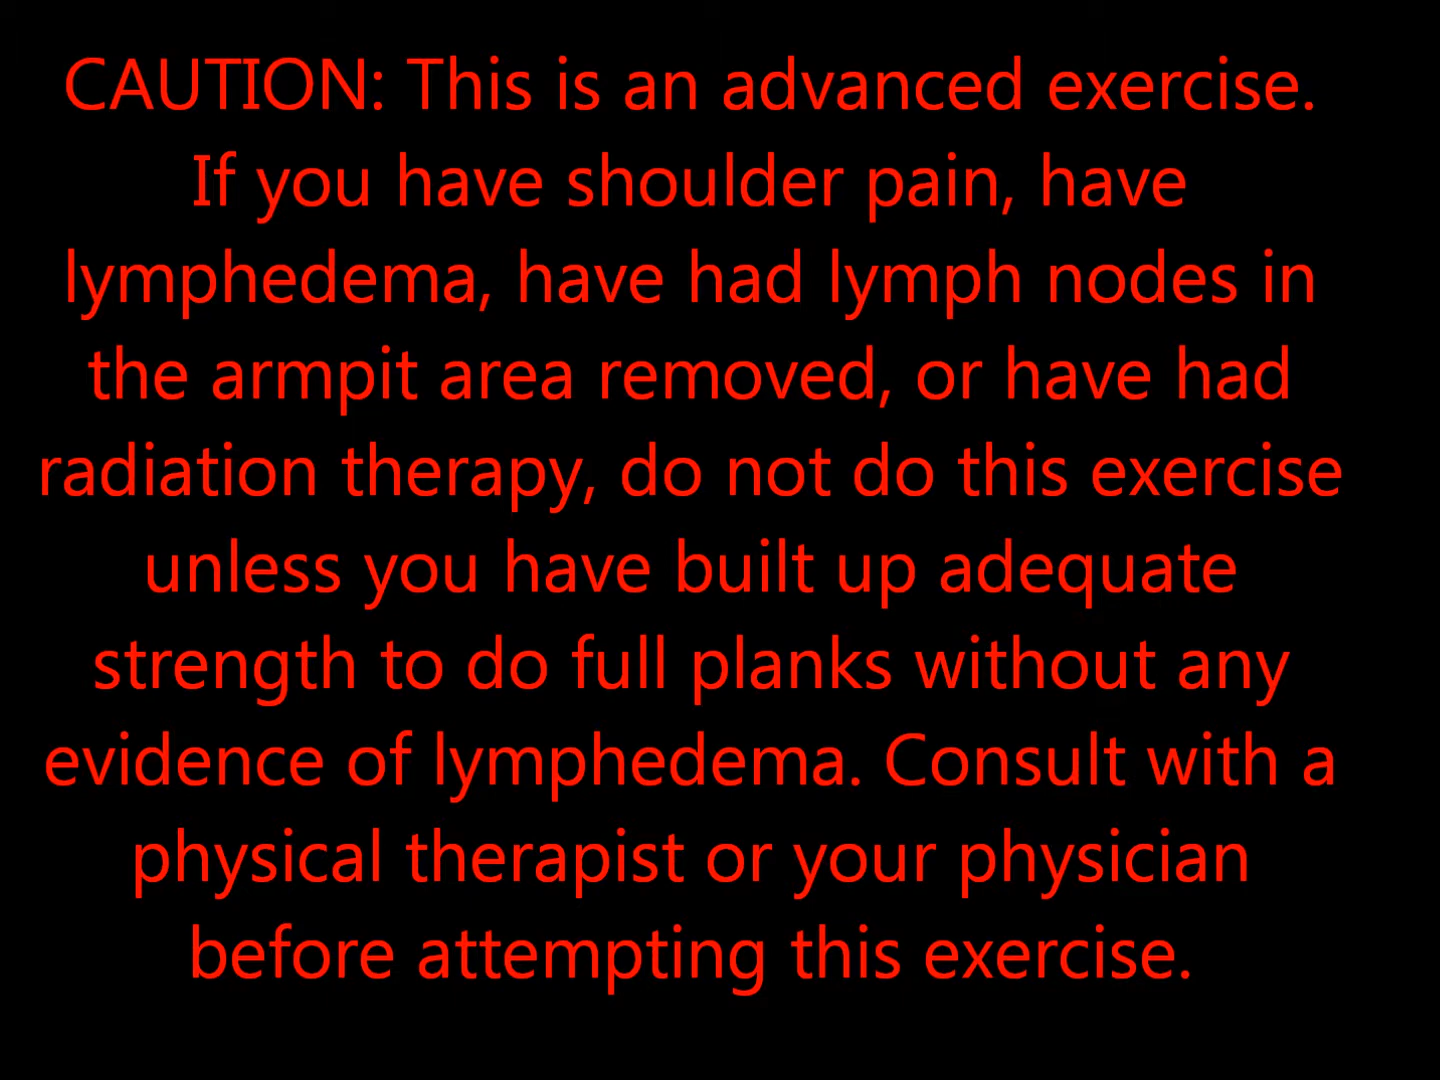 CAUTION: This is an advanced exercise.
If you have shoulder pain, have
lymphedema, have had lymph nodes in
the armpit area removed, or have had
radiation therapy, do not do this exercise
unless you have built up adequate
strength to do full planks without any
evidence of lymphedema. Consult with a
physical therapist or your physician
before attempting this exercise.